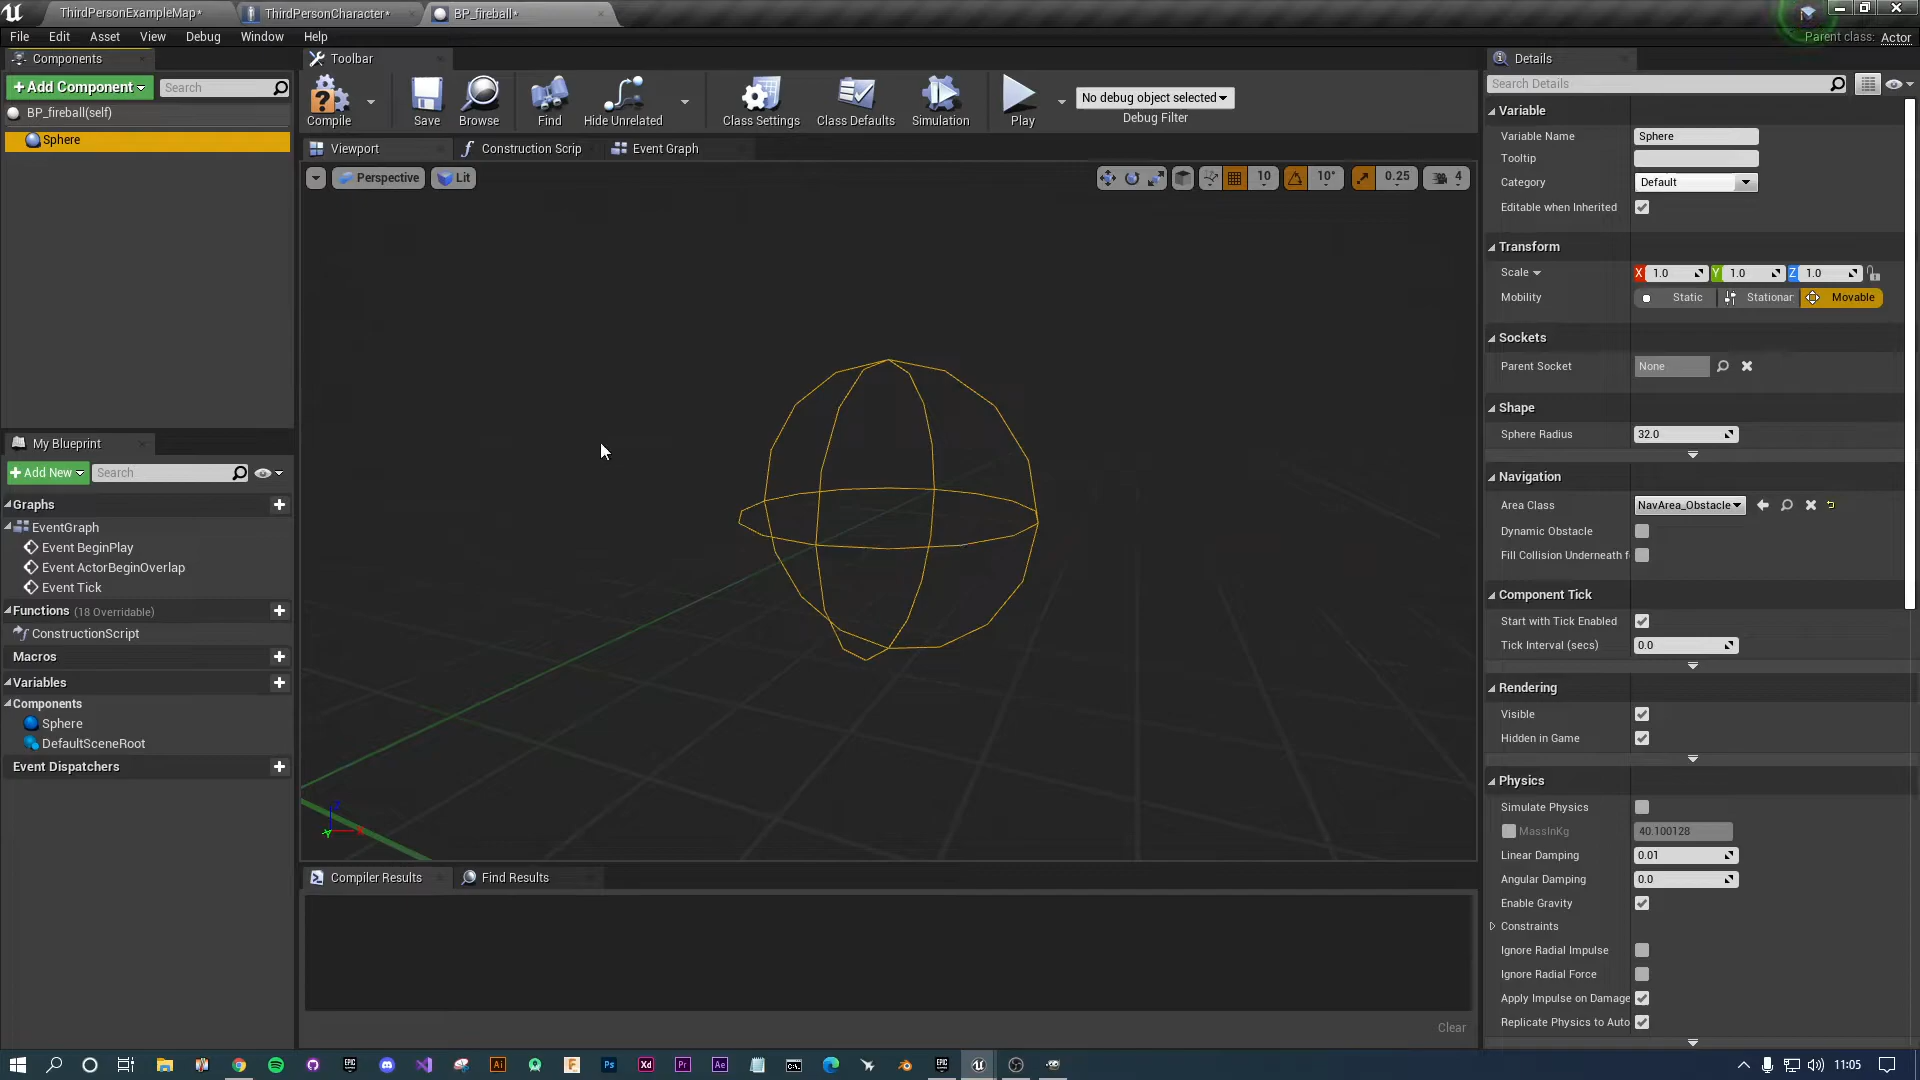 ThirdPersonExampleMap*
ThirdPersonCharacter*
BP_fireball*
File Edit Asset View Debug Window Help
Parent class: Actor
Components
+Add Component
Search
BP_fireball(self)
Sphere
Toolbar
Compile
Save
Browse
Find
Hide Unrelated
Class Settings
Class Defaults
Simulation
Play
No debug object selected
Debug Filter
Viewport
Construction Scrip
Event Graph
Perspective
Lit
10
10°
0.25
4
My Blueprint
+Add New
Search
Graphs
EventGraph
Event BeginPlay
Event ActorBeginOverlap
Event Tick
Functions (18 Overridable)
ConstructionScript
Macros
Variables
Components
Sphere
DefaultSceneRoot
Event Dispatchers
Compiler Results
Find Results
Clear
Details
Search Details
Variable
Variable Name Sphere
Tooltip
Category Default
Editable when Inherited
Transform
Scale X 1.0 Y 1.0 Z 1.0
Mobility Static Stationar Movable
Sockets
Parent Socket None
Shape
Sphere Radius 32.0
Navigation
Area Class NavArea_Obstacle
Dynamic Obstacle
Fill Collision Underneath f
Component Tick
Start with Tick Enabled
Tick Interval (secs) 0.0
Rendering
Visible
Hidden in Game
Physics
Simulate Physics
MassInKg 40.100128
Linear Damping 0.01
Angular Damping 0.0
Enable Gravity
Constraints
Ignore Radial Impulse
Ignore Radial Force
Apply Impulse on Damage
Replicate Physics to Auto
11:05